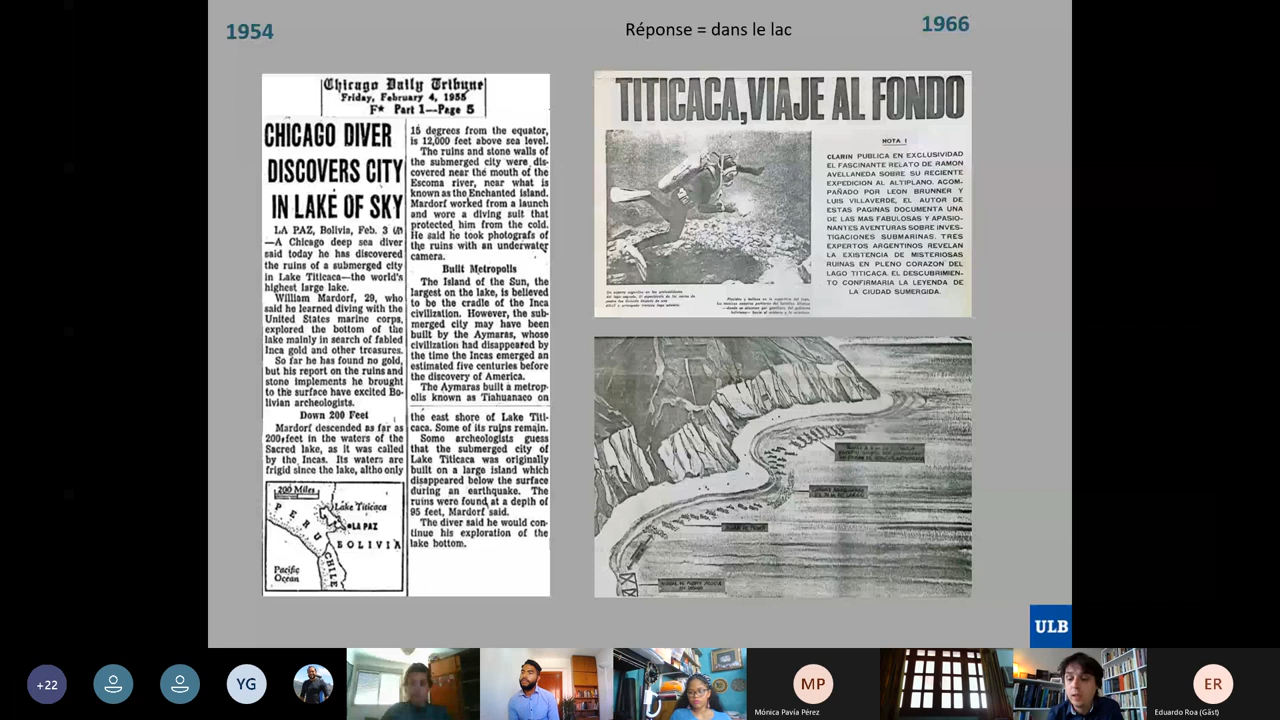 1954
Réponse = dans le lac
1966
Chicago Daily Tribune
Friday, February 4, 1955
F* Part 1—Page 5
CHICAGO DIVER
DISCOVERS CITY
IN LAKE OF SKY
LA PAZ, Bolivia, Feb. 3 (AP)
—A Chicago deep sea diver
said today he has discovered
the ruins of a submerged city
in Lake Titicaca—the world's
highest large lake.
William Mardorf, 29, who
said he learned diving with the
United States marine corps,
explored the bottom of the
lake mainly in search of fabled
Inca gold and other treasures.
So far he has found no gold,
but his report on the ruins and
stone implements he brought
to the surface have excited Bo-
livian archeologists.
Down 200 Feet
Mardorf descended as far as
200 feet in the waters of the
Sacred lake, as it was called
by the Incas. Its waters are
frigid since the lake, altho only
200 Miles
PERU
Lake Titicaca
LA PAZ
BOLIVIA
CHILE
Pacific
Ocean
15 degrees from the equator,
is 12,000 feet above sea level.
The ruins and stone walls of
the submerged city were dis-
covered near the mouth of the
Escoma river, near what is
known as the Enchanted island.
Mardorf worked from a launch
and wore a diving suit that
protected him from the cold.
He said he took photografs of
the ruins with an underwater
camera.
Built Metropolis
The Island of the Sun, the
largest on the lake, is believed
to be the cradle of the Inca
civilization. However, the sub-
merged city may have been
built by the Aymaras, whose
civilization had disappeared by
the time the Incas emerged an
estimated five centuries before
the discovery of America.
The Aymaras built a metrop-
olis known as Tiahuanaco on
the east shore of Lake Titi-
caca. Some of its ruins remain.
Some archeologists guess
that the submerged city of
Lake Titicaca was originally
built on a large island which
disappeared below the surface
during an earthquake. The
ruins were found at a depth of
95 feet, Mardorf said.
The diver said he would con-
tinue his exploration of the
lake bottom.
TITICACA, VIAJE AL FONDO
NOTA I
CLARIN PUBLICA EN EXCLUSIVIDAD
EL FASCINANTE RELATO DE RAMON
AVELLANEDA SOBRE SU RECIENTE
EXPEDICION AL ALTIPLANO. ACOM-
PAÑADO POR LEON BRUNNER Y
LUIS VILLAVERDE, EL AUTOR DE
ESTAS PAGINAS DOCUMENTA UNA
DE LAS MAS FABULOSAS Y APASIO-
NANTES AVENTURAS SOBRE INVES-
TIGACIONES SUBMARINAS. TRES
EXPERTOS ARGENTINOS REVELAN
LA EXISTENCIA DE MISTERIOSAS
RUINAS EN PLENO CORAZON DEL
LAGO TITICACA. EL DESCUBRIMIEN-
TO CONFIRMARIA LA LEYENDA DE
LA CIUDAD SUMERGIDA.
ULB
+22
YG
MP
Mónica Pavía Pérez
ER
Eduardo Roa (Gäst)